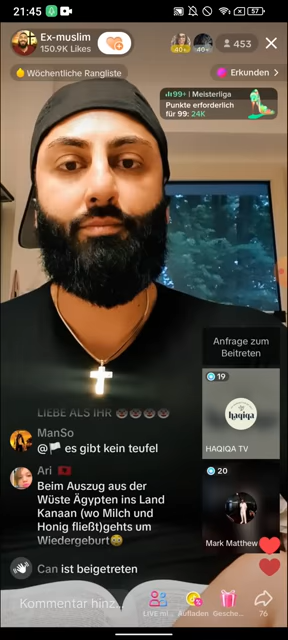 21:45
57
Ex-muslim
150.9K Likes
40+
40+
453
Wöchentliche Rangliste
Erkunden >
99+ | Meisterliga
Punkte erforderlich
für 99: 24K
Anfrage zum
Beitreten
19
haqiqa
HAQIQA TV
LIEBE ALS IHR
ManSo
@🏳 es gibt kein teufel
Ari 🇦🇱
Beim Auszug aus der
Wüste Ägypten ins Land
Kanaan (wo Milch und
Honig fließt)gehts um
Wiedergeburt😂
20
Mark Matthew
Can ist beigetreten
Kommentar hinz...
LIVE mi...
Aufladen
Gesche...
76